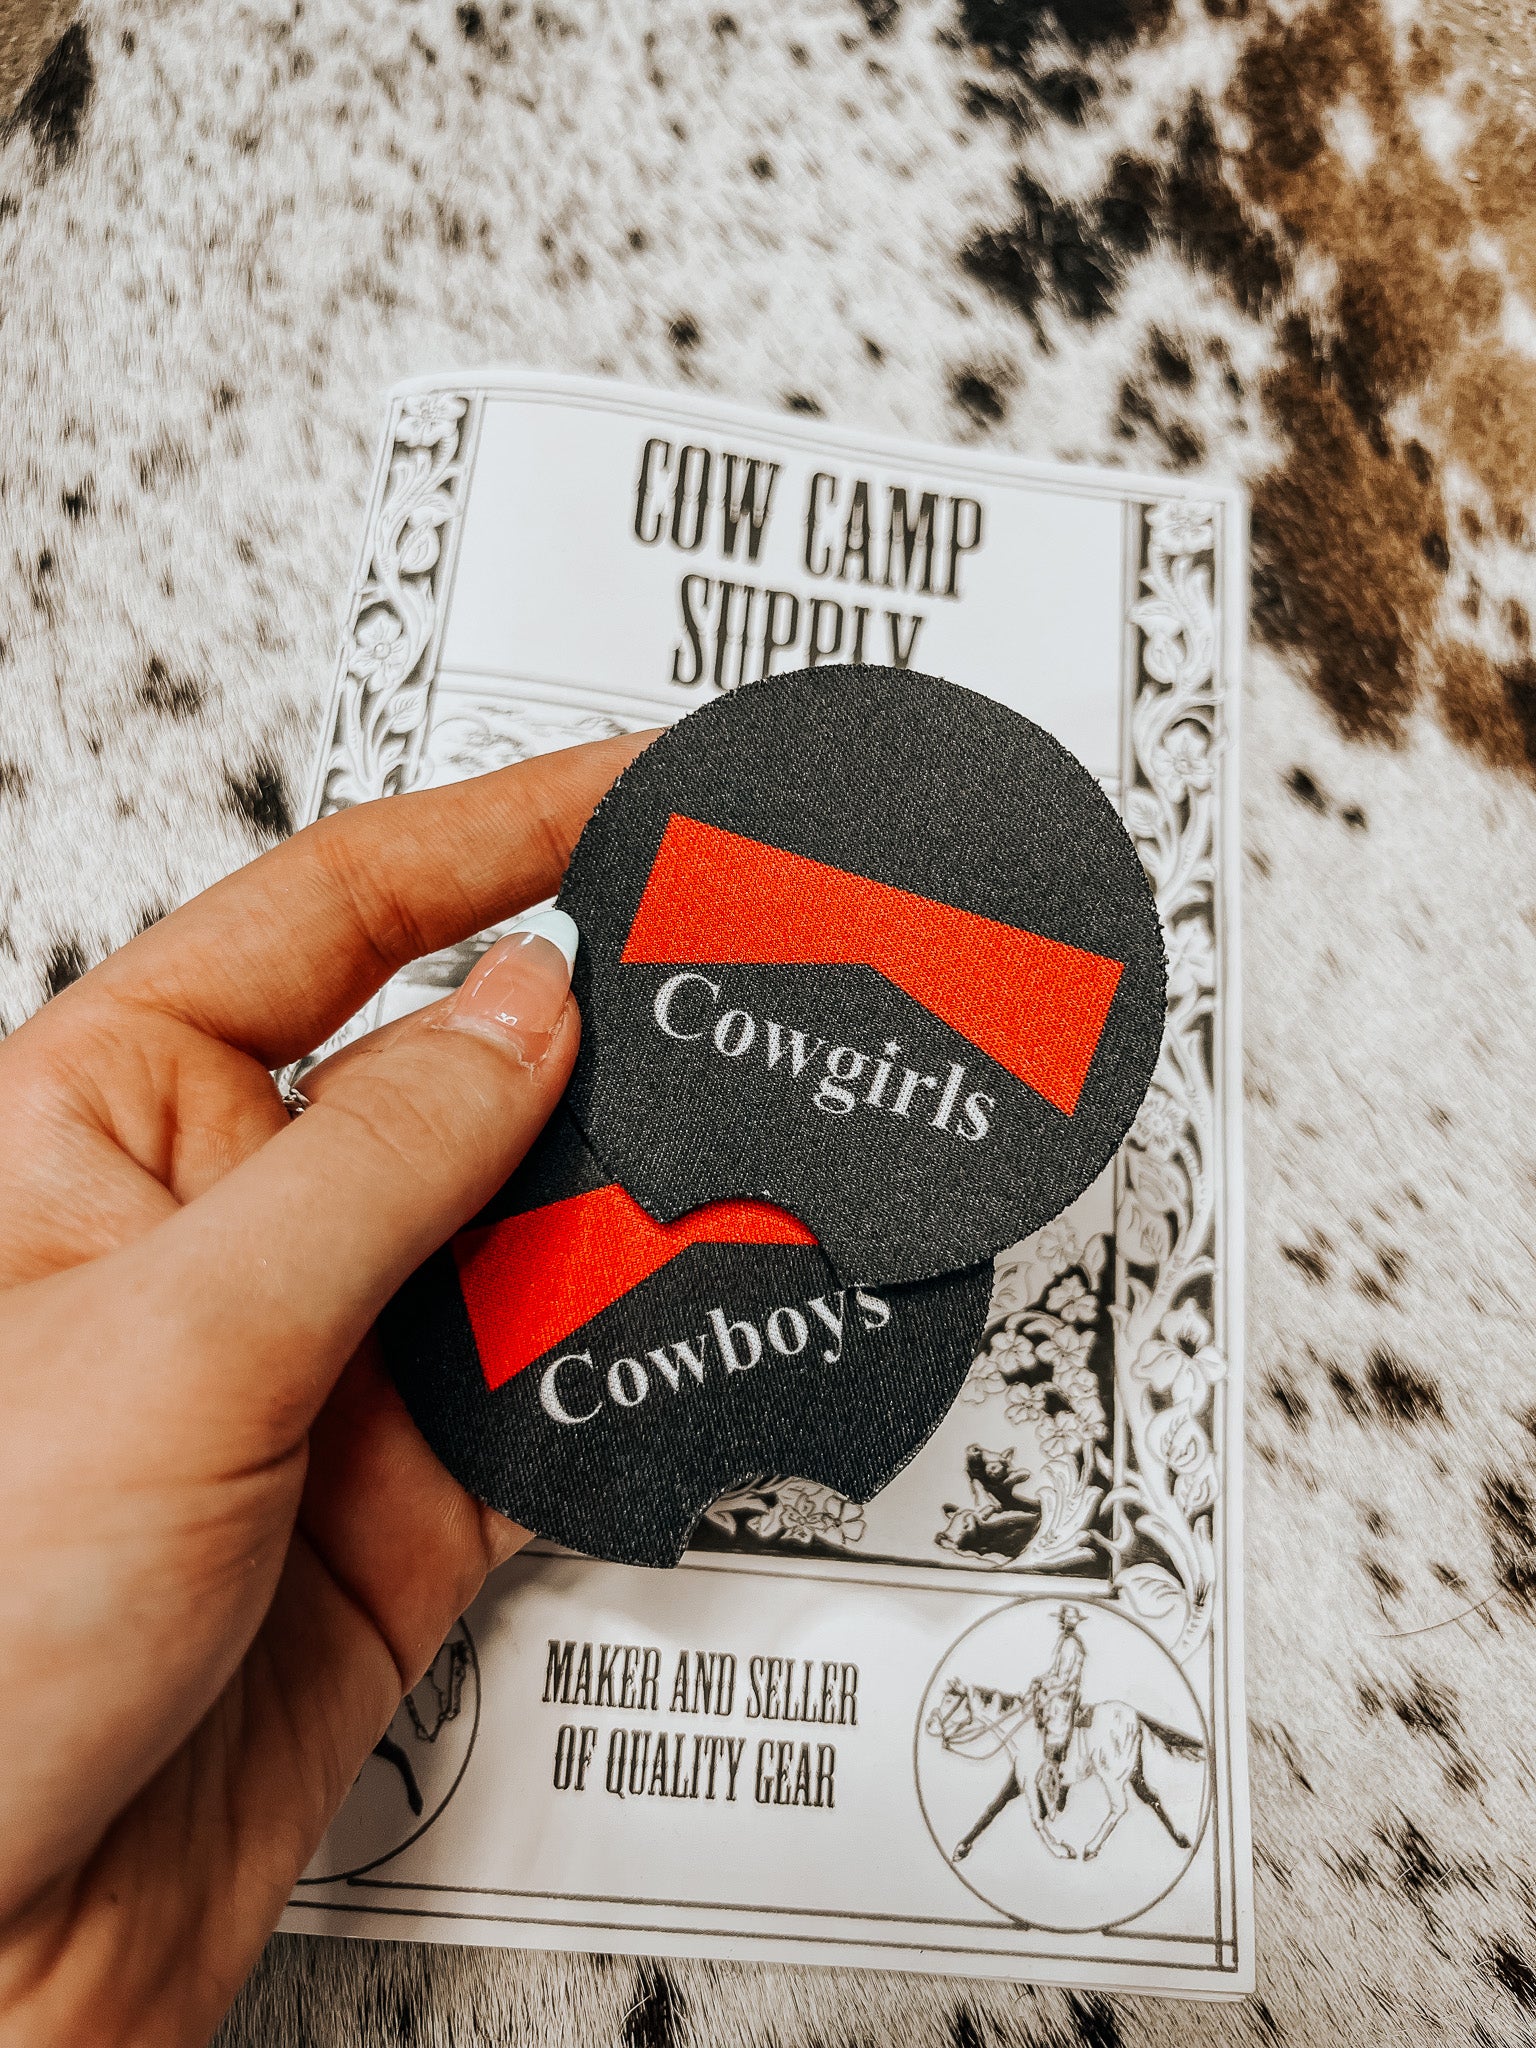 COW CAMP
SUPPLY
Cowgirls
Cowboys
MAKER AND SELLER
OF QUALITY GEAR